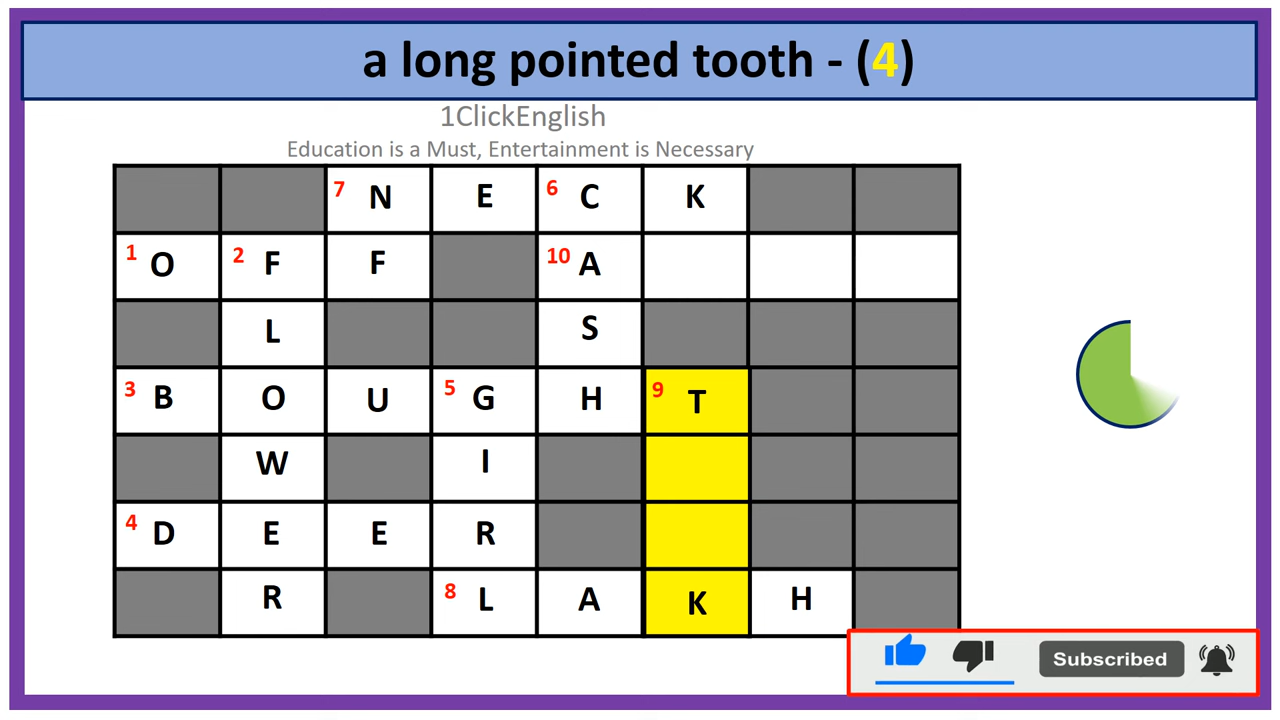 a long pointed tooth - (4)
1ClickEnglish
Education is a Must, Entertainment is Necessary
7 N E 6 C K
1 O 2 F F 10 A
L S
3 B O U 5 G H 9 T
W I
4 D E E R
R 8 L A K H
Subscribed